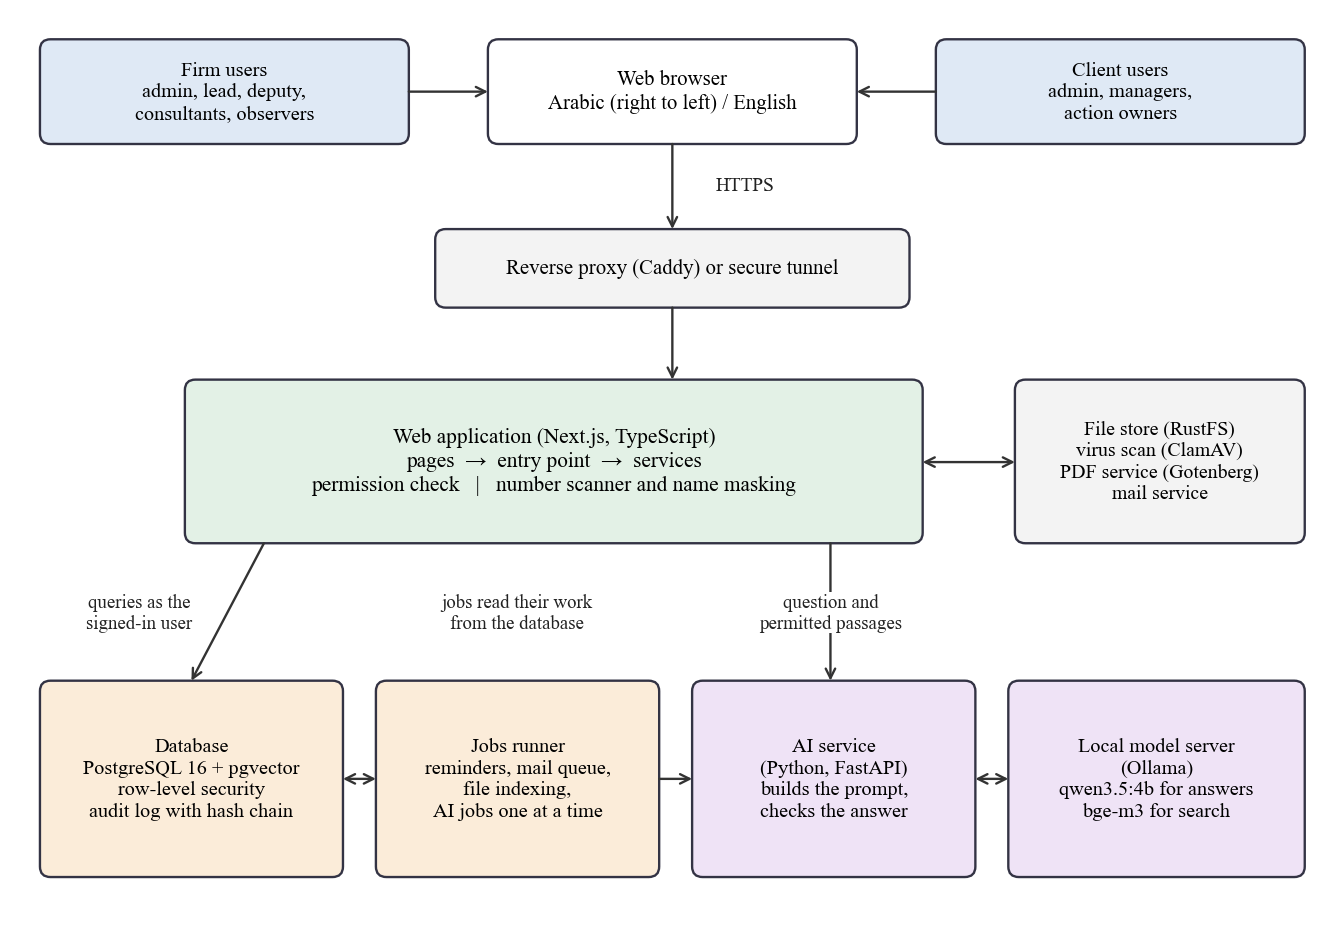 Firm users
admin, lead, deputy,
consultants, observers
Web browser
Arabic (right to left) / English
Client users
admin, managers,
action owners
HTTPS
Reverse proxy (Caddy) or secure tunnel
Web application (Next.js, TypeScript)
pages → entry point → services
permission check | number scanner and name masking
File store (RustFS)
virus scan (ClamAV)
PDF service (Gotenberg)
mail service
queries as the
signed-in user
jobs read their work
from the database
question and
permitted passages
Database
PostgreSQL 16 + pgvector
row-level security
audit log with hash chain
Jobs runner
reminders, mail queue,
file indexing,
AI jobs one at a time
AI service
(Python, FastAPI)
builds the prompt,
checks the answer
Local model server
(Ollama)
qwen3.5:4b for answers
bge-m3 for search